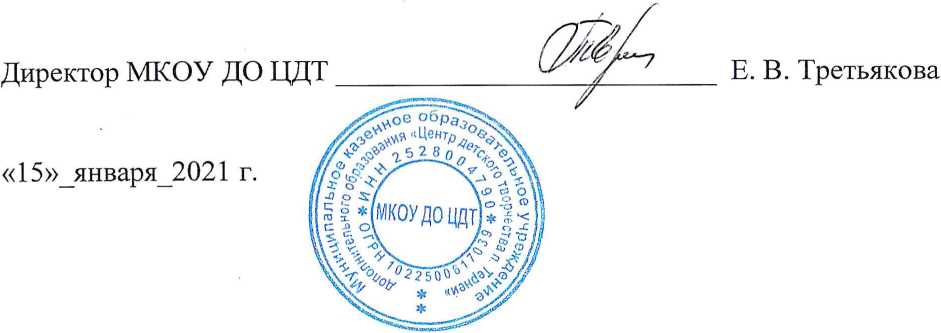 Директор МКОУ ДО ЦДТ ____________ Е. В. Третьякова
«15»_января_2021 г.
Муниципальное казенное образовательное учреждение
дополнительного образования «Центр детского творчества п. Терней»
* ИНН 2528004790 * ОГРН 1022500617039
МКОУ ДО ЦДТ